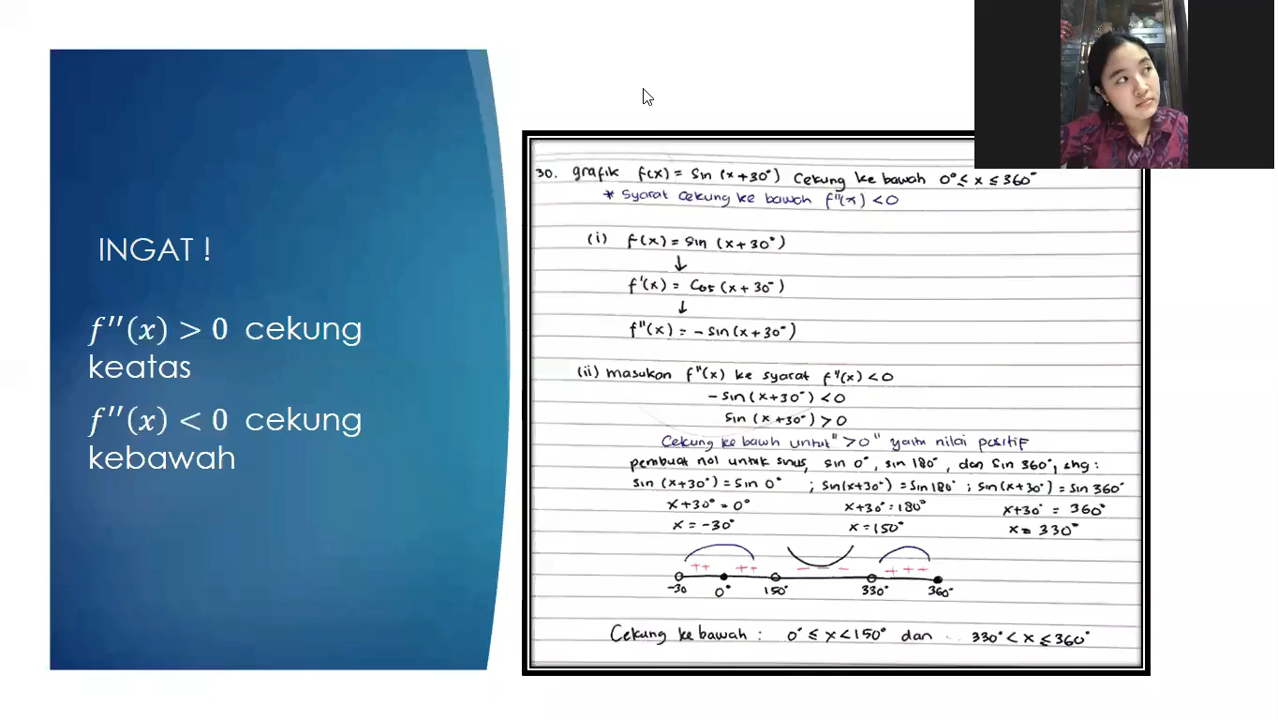 INGAT !
f''(x) > 0 cekung
keatas
f''(x) < 0 cekung
kebawah
30. grafik f(x) = sin (x+30°) Cekung ke bawah 0° ≤ x ≤ 360°
* Syarat cekung ke bawah f''(x) < 0
(i) f(x) = sin (x+30°)
↓
f'(x) = Cos (x+30°)
↓
f''(x) = - sin (x+30°)
(ii) masukan f''(x) ke syarat f''(x) < 0
- sin (x+30°) < 0
sin (x+30°) > 0
Cekung ke bawh untuk " >0 " yaitu nilai positif
pembuat nol untuk sinus, sin 0°, sin 180°, dan sin 360°, shg :
sin (x+30°) = sin 0° ; sin(x+30°) = sin 180° ; sin(x+30°) = sin 360°
x+30° = 0° x+30° = 180° x+30° = 360°
x = -30° x = 150° x = 330°
++ ++ - - - + + +
-30 0° 150° 330° 360°
Cekung ke bawah : 0° ≤ x < 150° dan 330° < x ≤ 360°